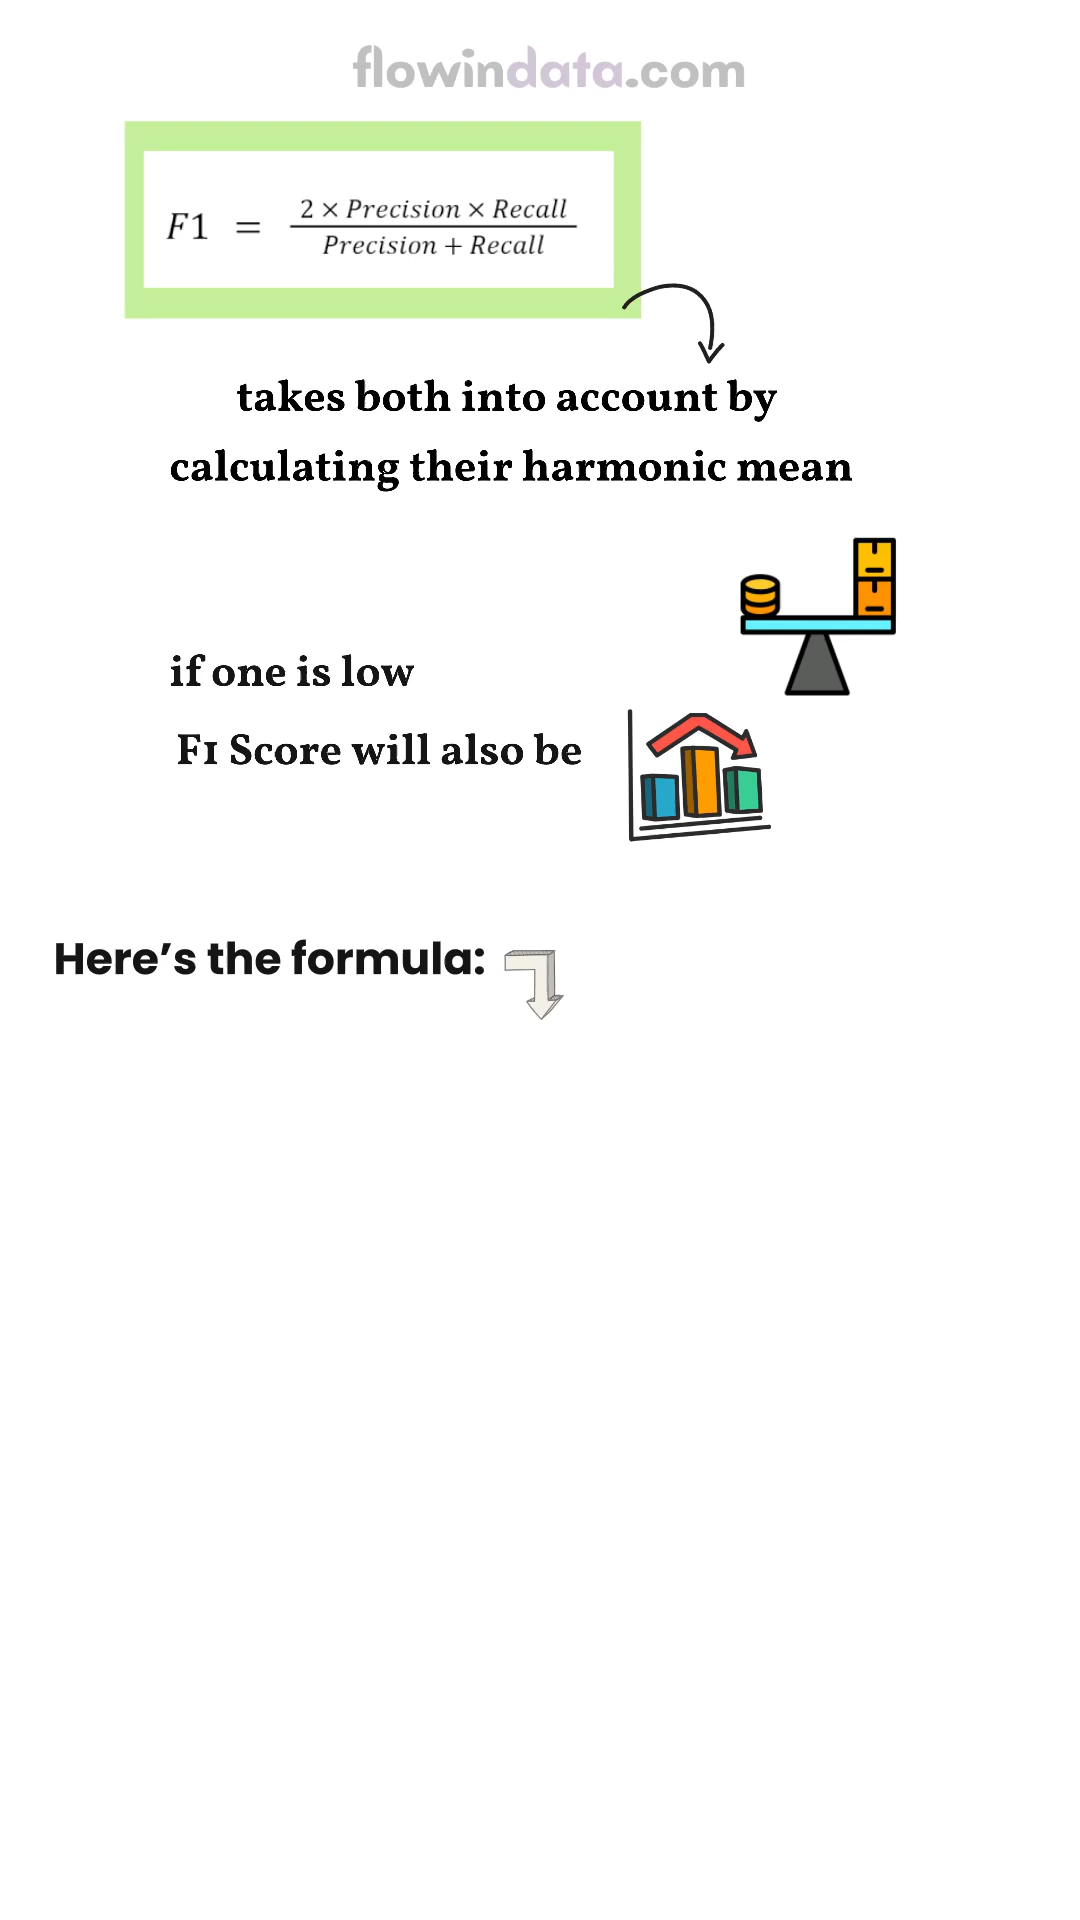 flowindata.com
F1 = 2 × Precision × Recall / Precision + Recall
takes both into account by
calculating their harmonic mean
if one is low
F1 Score will also be
Here's the formula: